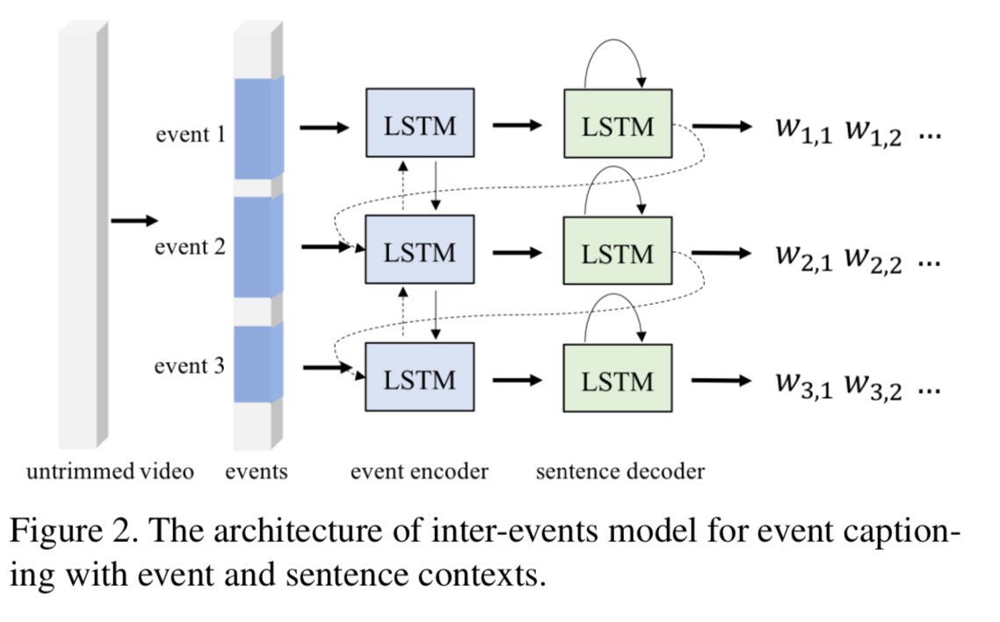 event 1
LSTM
LSTM
w1,1 w1,2 ...
event 2
LSTM
LSTM
w2,1 w2,2 ...
event 3
LSTM
LSTM
w3,1 w3,2 ...
untrimmed video
events
event encoder
sentence decoder
Figure 2. The architecture of inter-events model for event caption-
ing with event and sentence contexts.